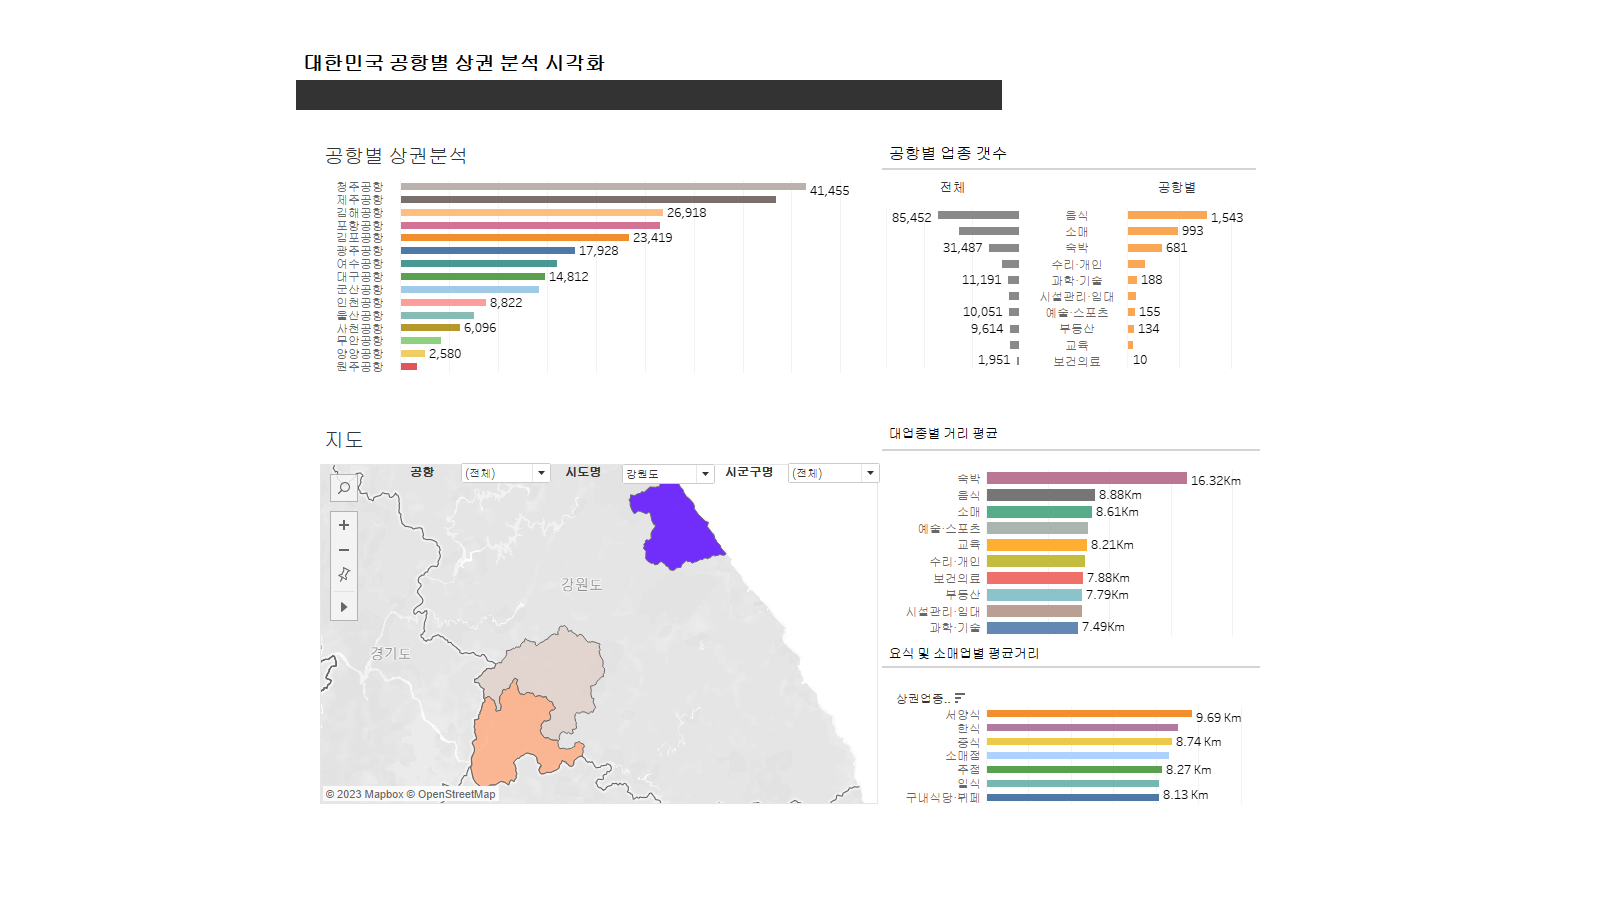 대한민국 공항별 상권 분석 시각화
공항별 상권분석
청주공항 41,455
제주공항
김해공항 26,918
포항공항
김포공항 23,419
광주공항 17,928
여수공항
대구공항 14,812
군산공항
인천공항 8,822
울산공항
사천공항 6,096
무안공항
양양공항 2,580
원주공항
공항별 업종 갯수
전체 공항별
85,452 음식 1,543
소매 993
31,487 숙박 681
수리·개인
11,191 과학·기술 188
시설관리·임대
10,051 예술·스포츠 155
9,614 부동산 134
교육
1,951 보건의료 10
지도
공항 (전체) 시도명 강원도 시군구명 (전체)
강원도
경기도
© 2023 Mapbox © OpenStreetMap
대업종별 거리 평균
숙박 16.32Km
음식 8.88Km
소매 8.61Km
예술·스포츠
교육 8.21Km
수리·개인
보건의료 7.88Km
부동산 7.79Km
시설관리·임대
과학·기술 7.49Km
요식 및 소매업별 평균거리
상권업종..
서양식 9.69 Km
한식
중식 8.74 Km
소매점
주점 8.27 Km
일식
구내식당·뷔페 8.13 Km